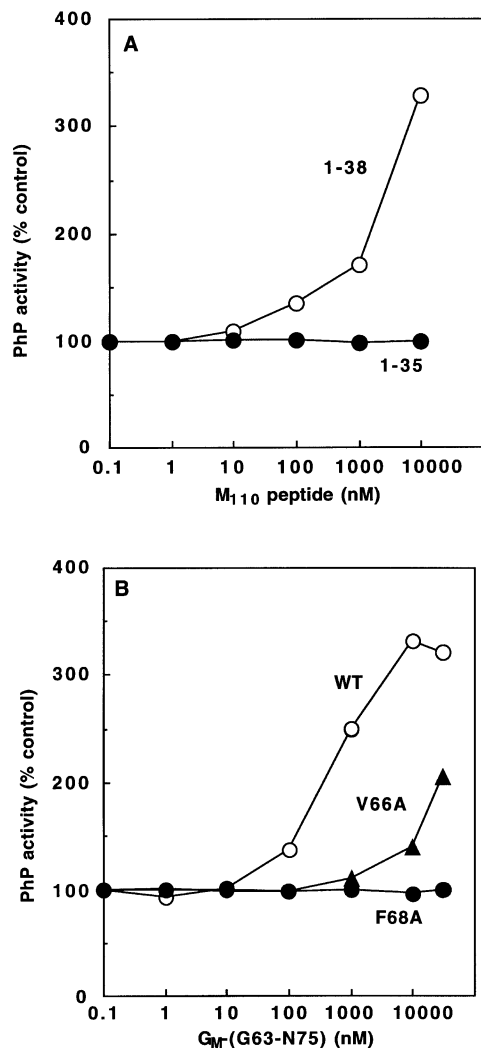 A
400
300
200
100
0
PhP activity (% control)
1-38
1-35
0.1 1 10 100 1000 10000
M110 peptide (nM)
B
400
300
200
100
0
PhP activity (% control)
WT
V66A
F68A
0.1 1 10 100 1000 10000
GM-(G63-N75) (nM)